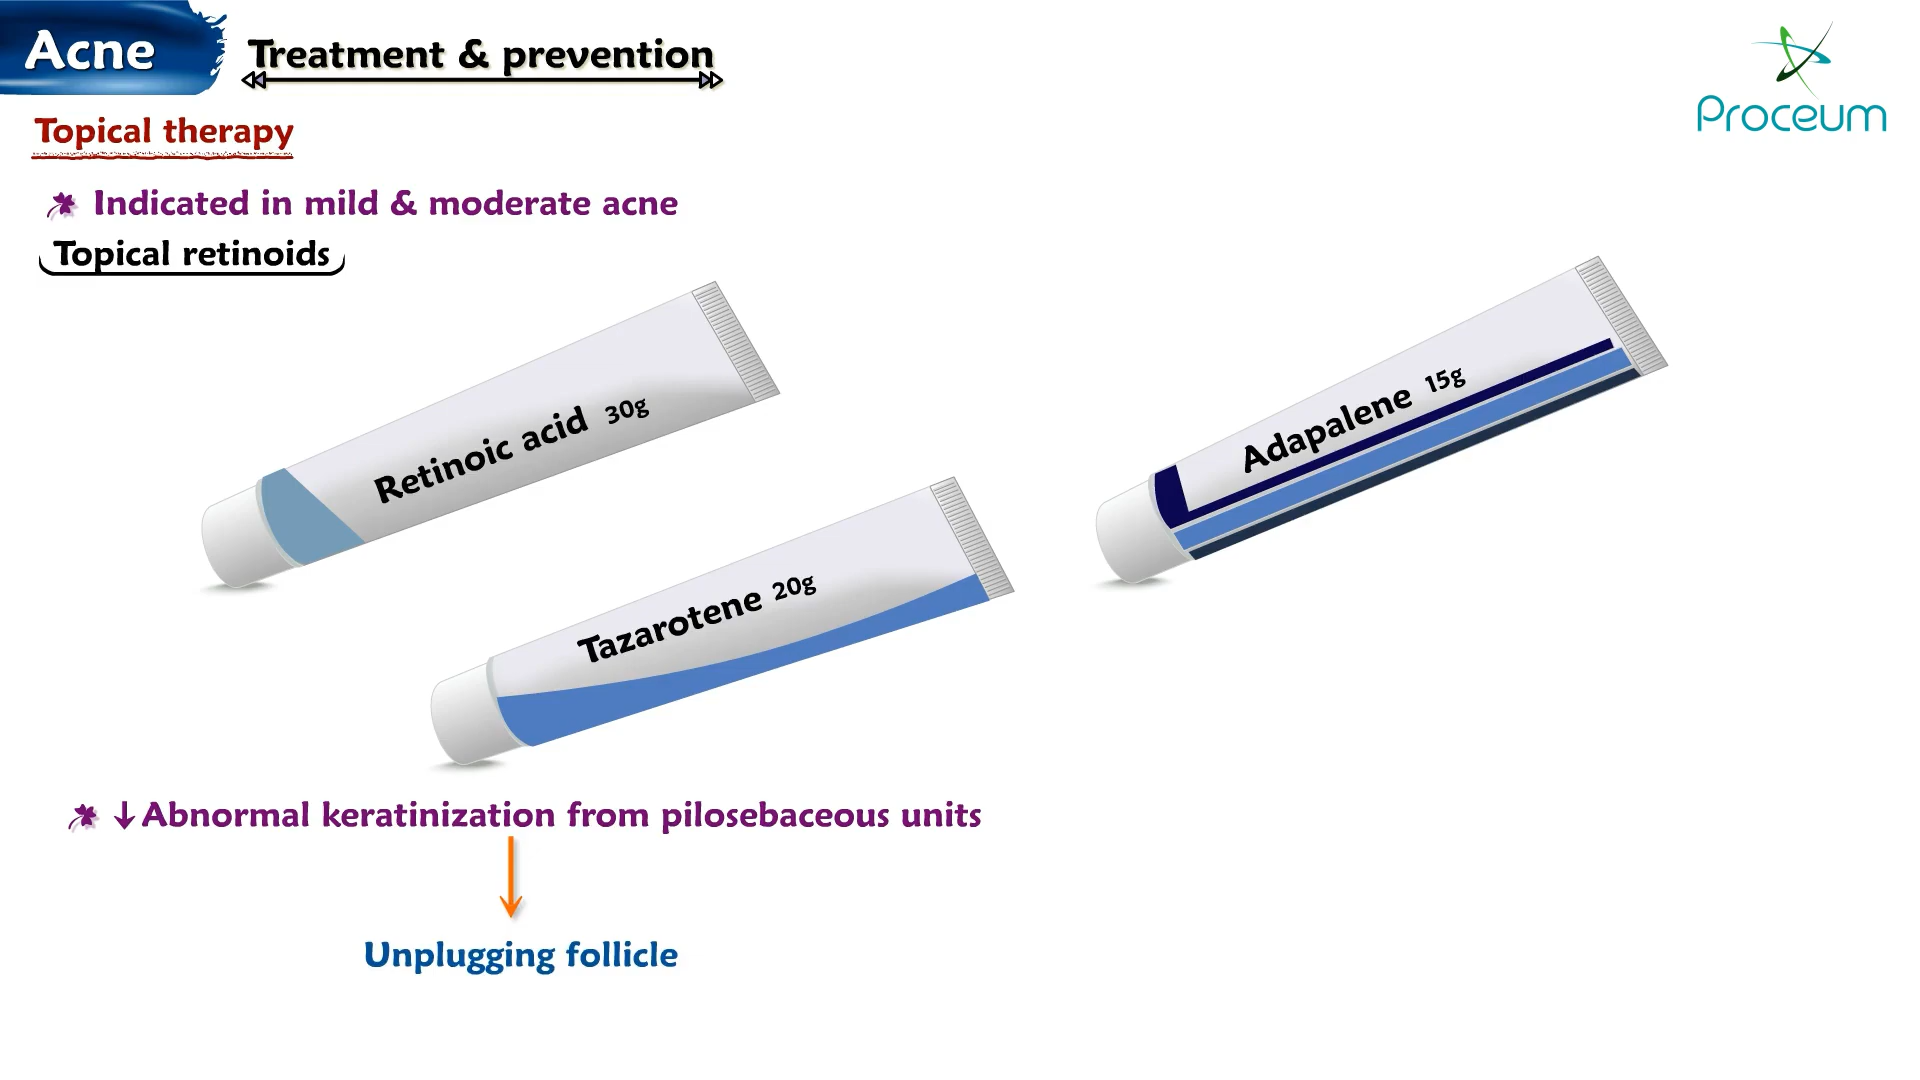 Acne
Treatment & prevention
Proceum
Topical therapy
Indicated in mild & moderate acne
Topical retinoids
Retinoic acid 30g
Adapalene 15g
Tazarotene 20g
↓ Abnormal keratinization from pilosebaceous units
Unplugging follicle